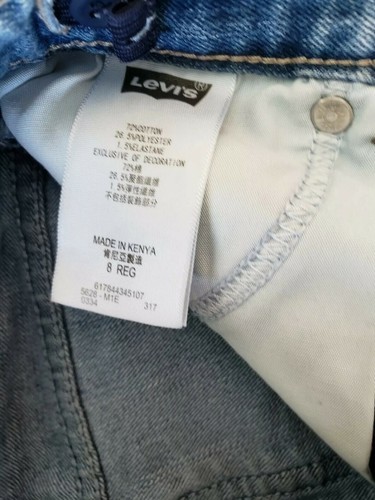 Levi's®
72%COTTON
26.5%POLYESTER
1.5%ELASTANE
EXCLUSIVE OF DECORATION
72%棉
26.5%聚酯纖維
1.5%彈性纖維
不包括裝飾部分
MADE IN KENYA
肯尼亞製造
8 REG
617844345107
5628 - M1E 317
0334